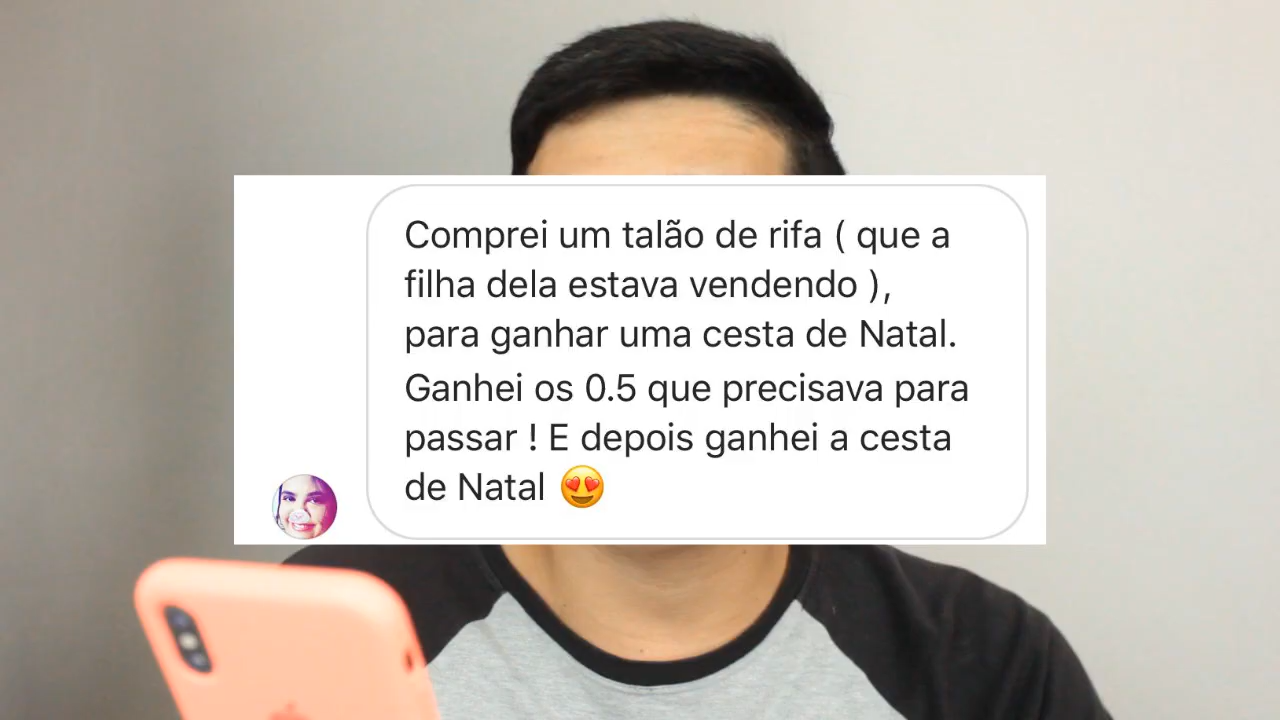 Comprei um talão de rifa ( que a
filha dela estava vendendo ),
para ganhar uma cesta de Natal.
Ganhei os 0.5 que precisava para
passar ! E depois ganhei a cesta
de Natal 😍